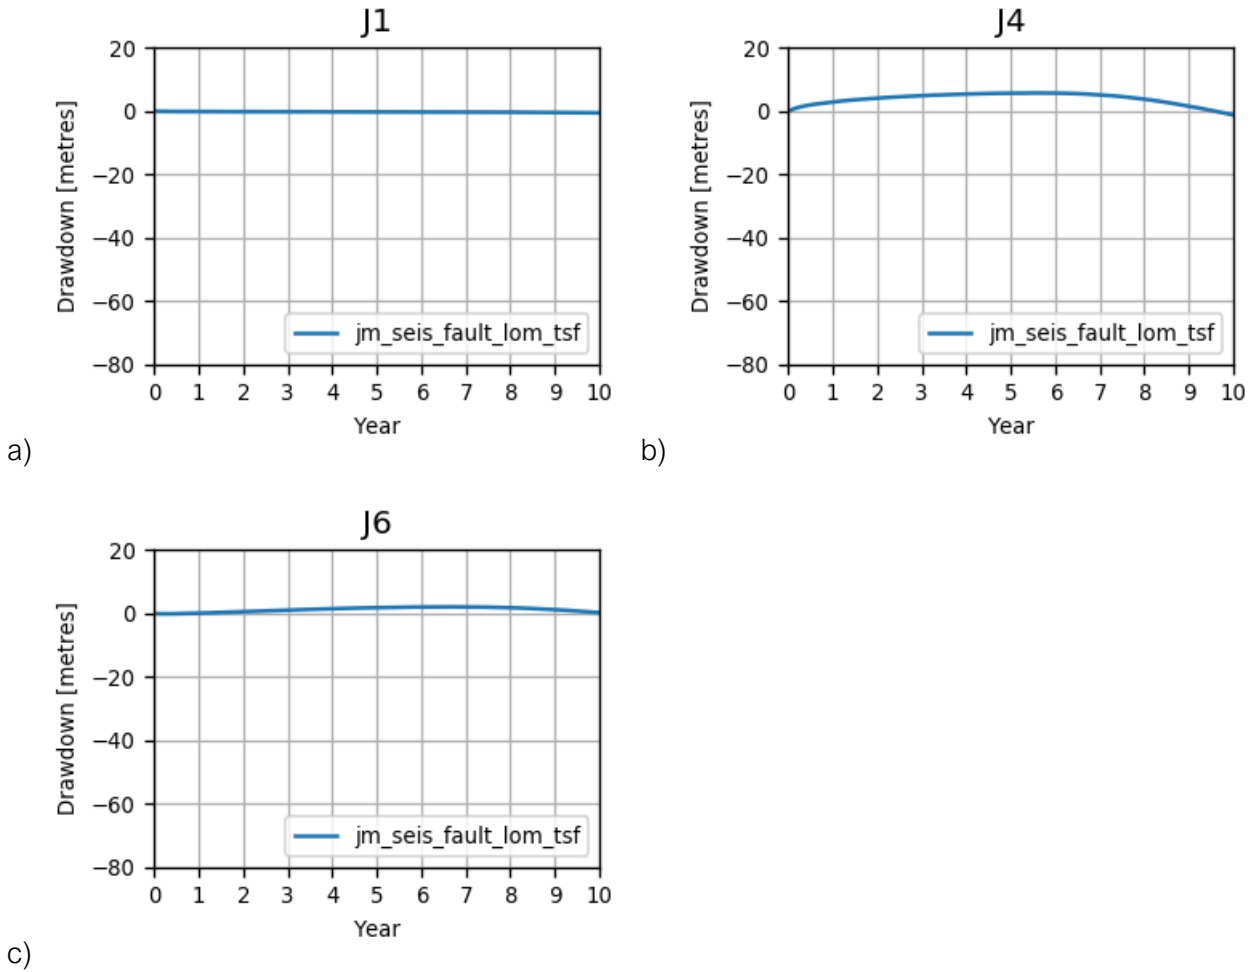 J1
20
0
−20
−40
−60
−80
Drawdown [metres]
jm_seis_fault_lom_tsf
0 1 2 3 4 5 6 7 8 9 10
Year
a)
J4
20
0
−20
−40
−60
−80
Drawdown [metres]
jm_seis_fault_lom_tsf
0 1 2 3 4 5 6 7 8 9 10
Year
b)
J6
20
0
−20
−40
−60
−80
Drawdown [metres]
jm_seis_fault_lom_tsf
0 1 2 3 4 5 6 7 8 9 10
Year
c)